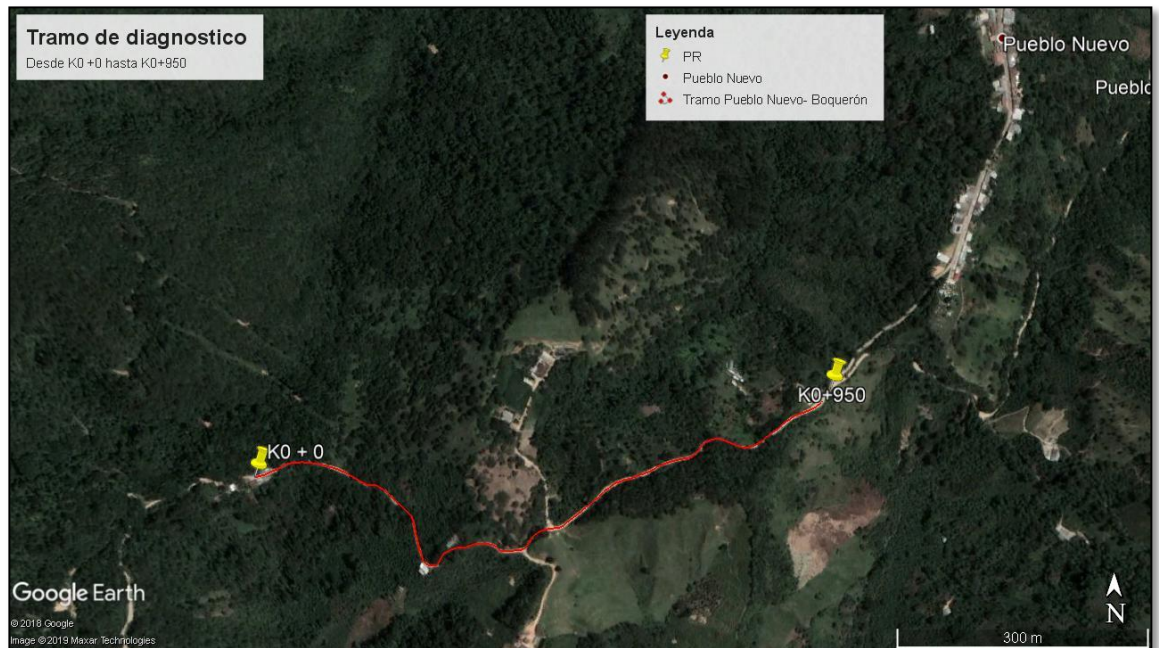 Tramo de diagnostico
Desde K0 +0 hasta K0+950
Leyenda
PR
Pueblo Nuevo
Tramo Pueblo Nuevo- Boquerón
Pueblo Nuevo
Pueblo
K0+950
K0 + 0
Google Earth
© 2018 Google
Image © 2019 Maxar Technologies
N
300 m